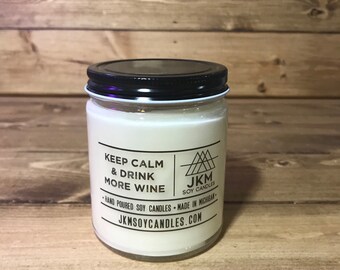 KEEP CALM
& DRINK
MORE WINE
JKM
SOY CANDLES
• HAND POURED SOY CANDLES • MADE IN MICHIGAN •
JKMSOYCANDLES.COM